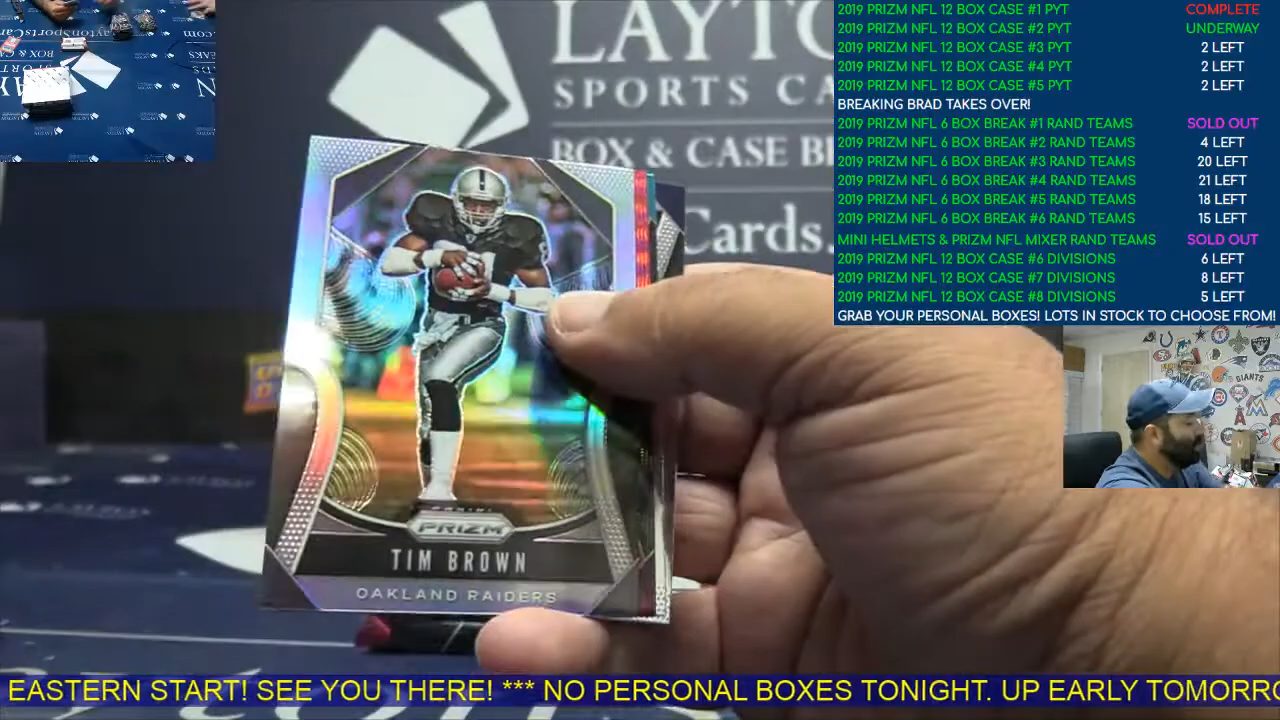 2019 PRIZM NFL 12 BOX CASE #1 PYT COMPLETE
2019 PRIZM NFL 12 BOX CASE #2 PYT UNDERWAY
2019 PRIZM NFL 12 BOX CASE #3 PYT 2 LEFT
2019 PRIZM NFL 12 BOX CASE #4 PYT 2 LEFT
2019 PRIZM NFL 12 BOX CASE #5 PYT 2 LEFT
BREAKING BRAD TAKES OVER!
2019 PRIZM NFL 6 BOX BREAK #1 RAND TEAMS SOLD OUT
2019 PRIZM NFL 6 BOX BREAK #2 RAND TEAMS 4 LEFT
2019 PRIZM NFL 6 BOX BREAK #3 RAND TEAMS 20 LEFT
2019 PRIZM NFL 6 BOX BREAK #4 RAND TEAMS 21 LEFT
2019 PRIZM NFL 6 BOX BREAK #5 RAND TEAMS 18 LEFT
2019 PRIZM NFL 6 BOX BREAK #6 RAND TEAMS 15 LEFT
MINI HELMETS & PRIZM NFL MIXER RAND TEAMS SOLD OUT
2019 PRIZM NFL 12 BOX CASE #6 DIVISIONS 6 LEFT
2019 PRIZM NFL 12 BOX CASE #7 DIVISIONS 8 LEFT
2019 PRIZM NFL 12 BOX CASE #8 DIVISIONS 5 LEFT
GRAB YOUR PERSONAL BOXES! LOTS IN STOCK TO CHOOSE FROM!
LAYTO
SPORTS CA
BOX & CASE B
Cards.
GIANTS
PANINI
PRIZM
TIM BROWN
OAKLAND RAIDERS
EASTERN START! SEE YOU THERE! *** NO PERSONAL BOXES TONIGHT. UP EARLY TOMORRO